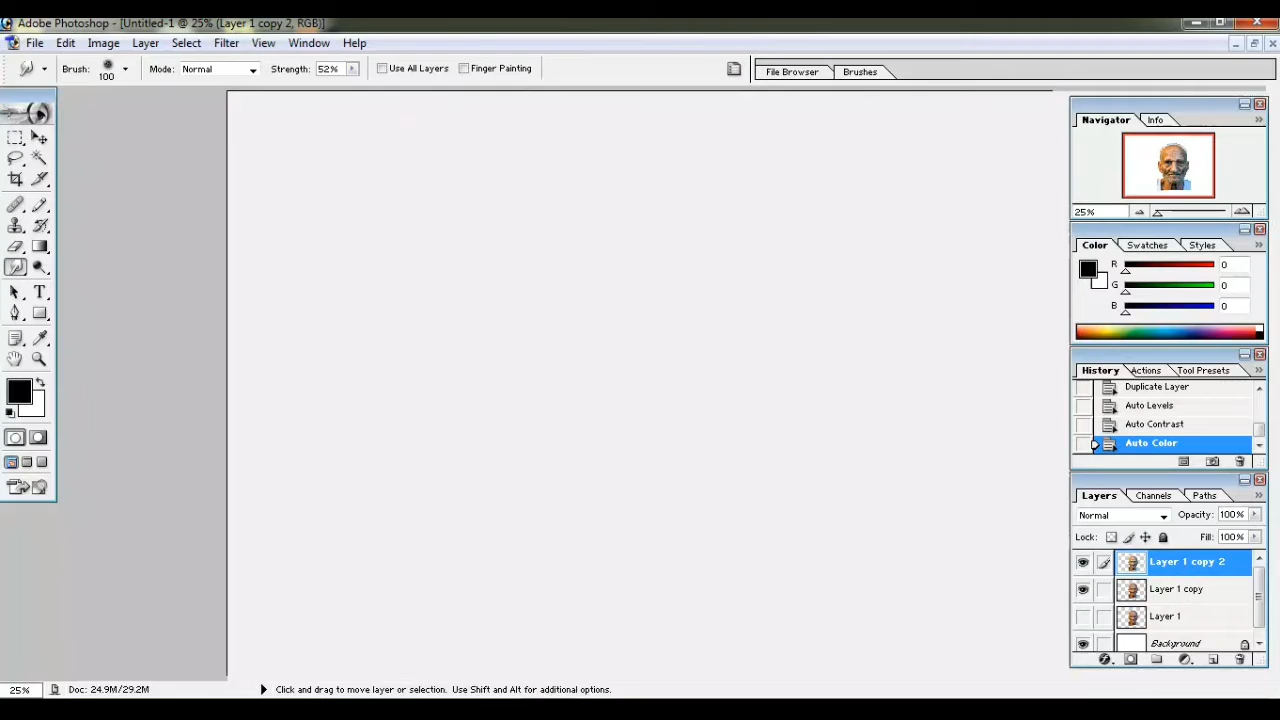 Adobe Photoshop - [Untitled-1 @ 25% (Layer 1 copy 2, RGB)]
File Edit Image Layer Select Filter View Window Help
Brush: 100 Mode: Normal Strength: 52% Use All Layers Finger Painting File Browser Brushes
Navigator Info
25%
Color Swatches Styles
R 0
G 0
B 0
History Actions Tool Presets
Duplicate Layer
Auto Levels
Auto Contrast
Auto Color
Layers Channels Paths
Normal Opacity: 100%
Lock: Fill: 100%
Layer 1 copy 2
Layer 1 copy
Layer 1
Background
25% Doc: 24.9M/29.2M Click and drag to move layer or selection. Use Shift and Alt for additional options.